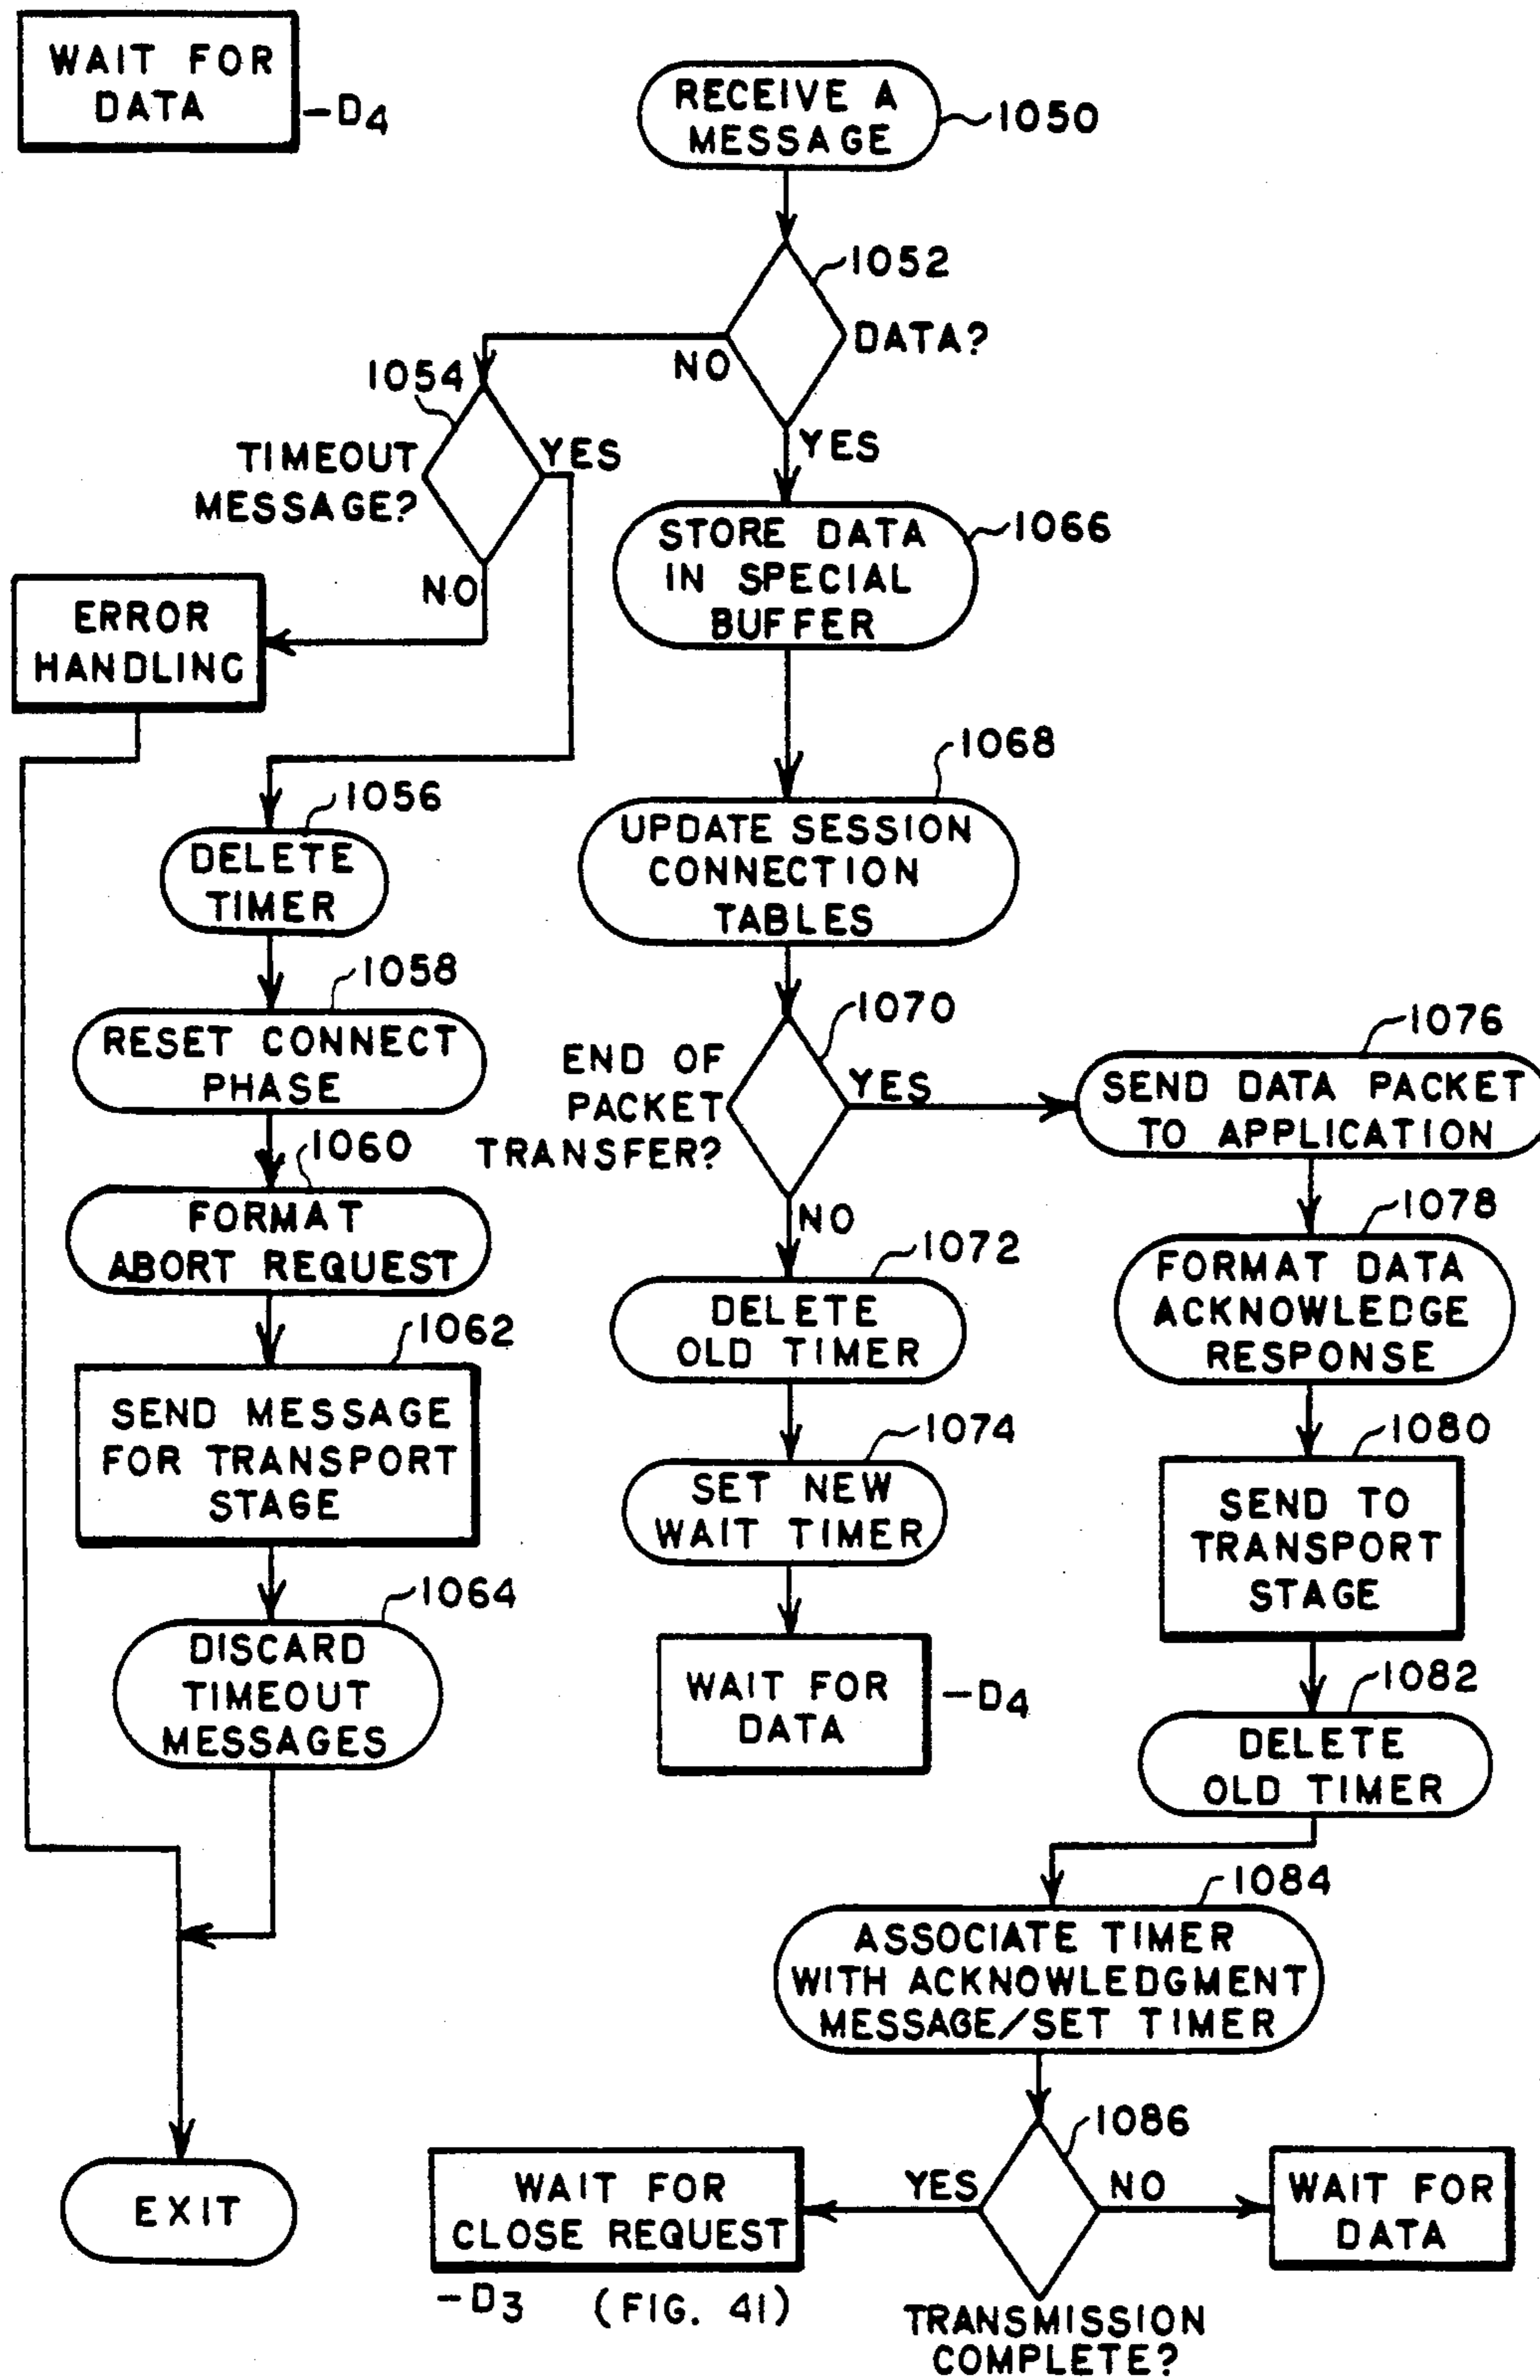 WAIT FOR
DATA
-D4
RECEIVE A
MESSAGE
1050
1052
DATA?
NO
YES
1054
TIMEOUT
MESSAGE?
YES
NO
ERROR
HANDLING
STORE DATA
IN SPECIAL
BUFFER
1066
1068
UPDATE SESSION
CONNECTION
TABLES
1056
DELETE
TIMER
1058
RESET CONNECT
PHASE
1060
FORMAT
ABORT REQUEST
1062
SEND MESSAGE
FOR TRANSPORT
STAGE
1064
DISCARD
TIMEOUT
MESSAGES
1070
END OF
PACKET
TRANSFER?
YES
NO
1072
DELETE
OLD TIMER
1074
SET NEW
WAIT TIMER
WAIT FOR
DATA
-D4
1076
SEND DATA PACKET
TO APPLICATION
1078
FORMAT DATA
ACKNOWLEDGE
RESPONSE
1080
SEND TO
TRANSPORT
STAGE
1082
DELETE
OLD TIMER
1084
ASSOCIATE TIMER
WITH ACKNOWLEDGMENT
MESSAGE/SET TIMER
1086
YES
NO
WAIT FOR
CLOSE REQUEST
-D3 (FIG. 41)
WAIT FOR
DATA
TRANSMISSION
COMPLETE?
EXIT